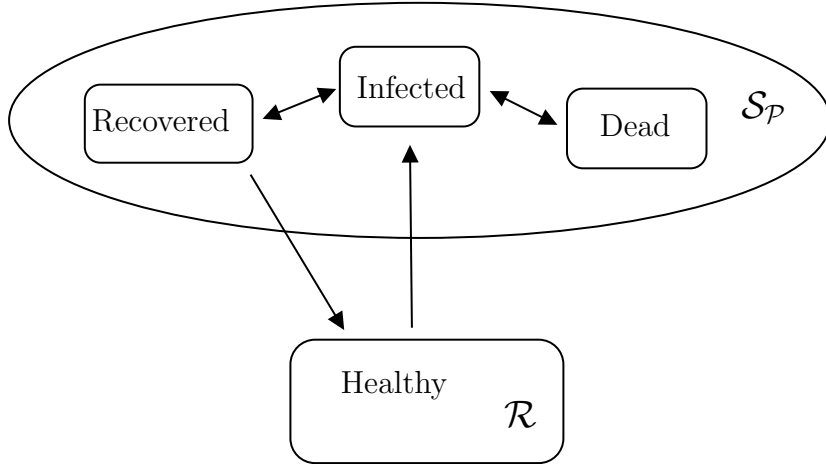 Infected
Recovered
Dead
𝒮_𝒫
Healthy
ℛ